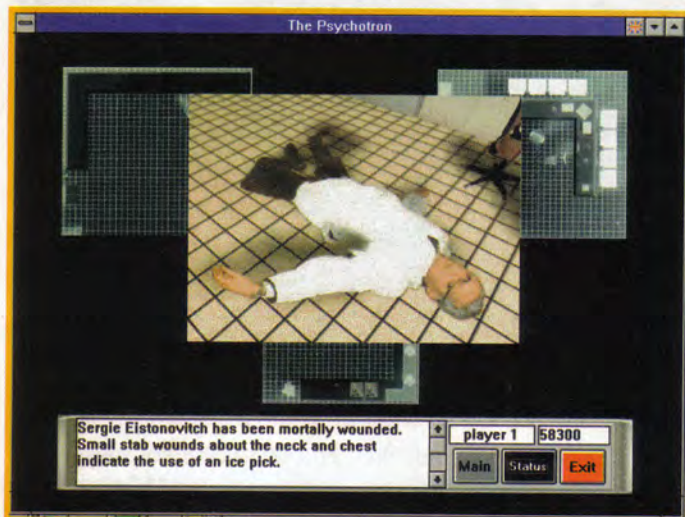 The Psychotron
Sergie Elstonovitch has been mortally wounded.
Small stab wounds about the neck and chest
indicate the use of an ice pick.
player 1 58300
Main Status Exit